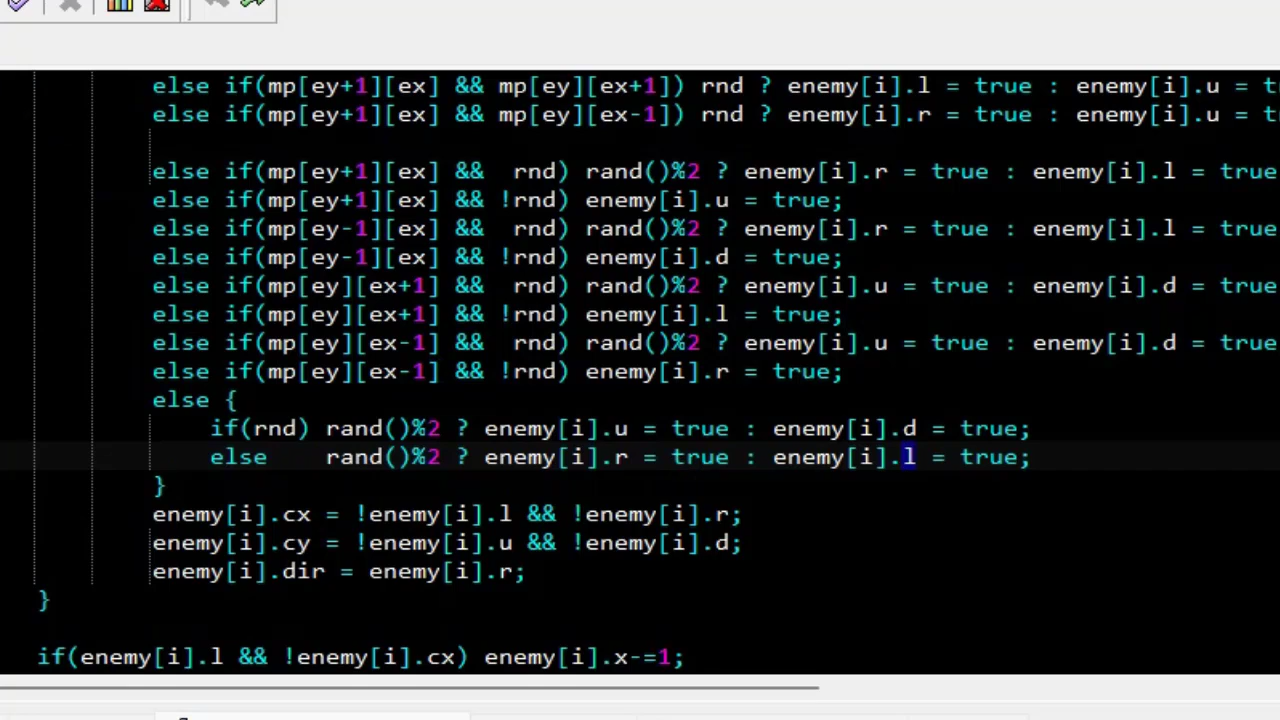 else if(mp[ey+1][ex] && mp[ey][ex+1]) rnd ? enemy[i].l = true : enemy[i].u =
else if(mp[ey+1][ex] && mp[ey][ex-1]) rnd ? enemy[i].r = true : enemy[i].u =
else if(mp[ey+1][ex] &&  rnd) rand()%2 ? enemy[i].r = true : enemy[i].l = true
else if(mp[ey+1][ex] && !rnd) enemy[i].u = true;
else if(mp[ey-1][ex] &&  rnd) rand()%2 ? enemy[i].r = true : enemy[i].l = true
else if(mp[ey-1][ex] && !rnd) enemy[i].d = true;
else if(mp[ey][ex+1] &&  rnd) rand()%2 ? enemy[i].u = true : enemy[i].d = true
else if(mp[ey][ex+1] && !rnd) enemy[i].l = true;
else if(mp[ey][ex-1] &&  rnd) rand()%2 ? enemy[i].u = true : enemy[i].d = true
else if(mp[ey][ex-1] && !rnd) enemy[i].r = true;
else {
if(rnd) rand()%2 ? enemy[i].u = true : enemy[i].d = true;
else    rand()%2 ? enemy[i].r = true : enemy[i].l = true;
}
enemy[i].cx = !enemy[i].l && !enemy[i].r;
enemy[i].cy = !enemy[i].u && !enemy[i].d;
enemy[i].dir = enemy[i].r;
}
if(enemy[i].l && !enemy[i].cx) enemy[i].x-=1;